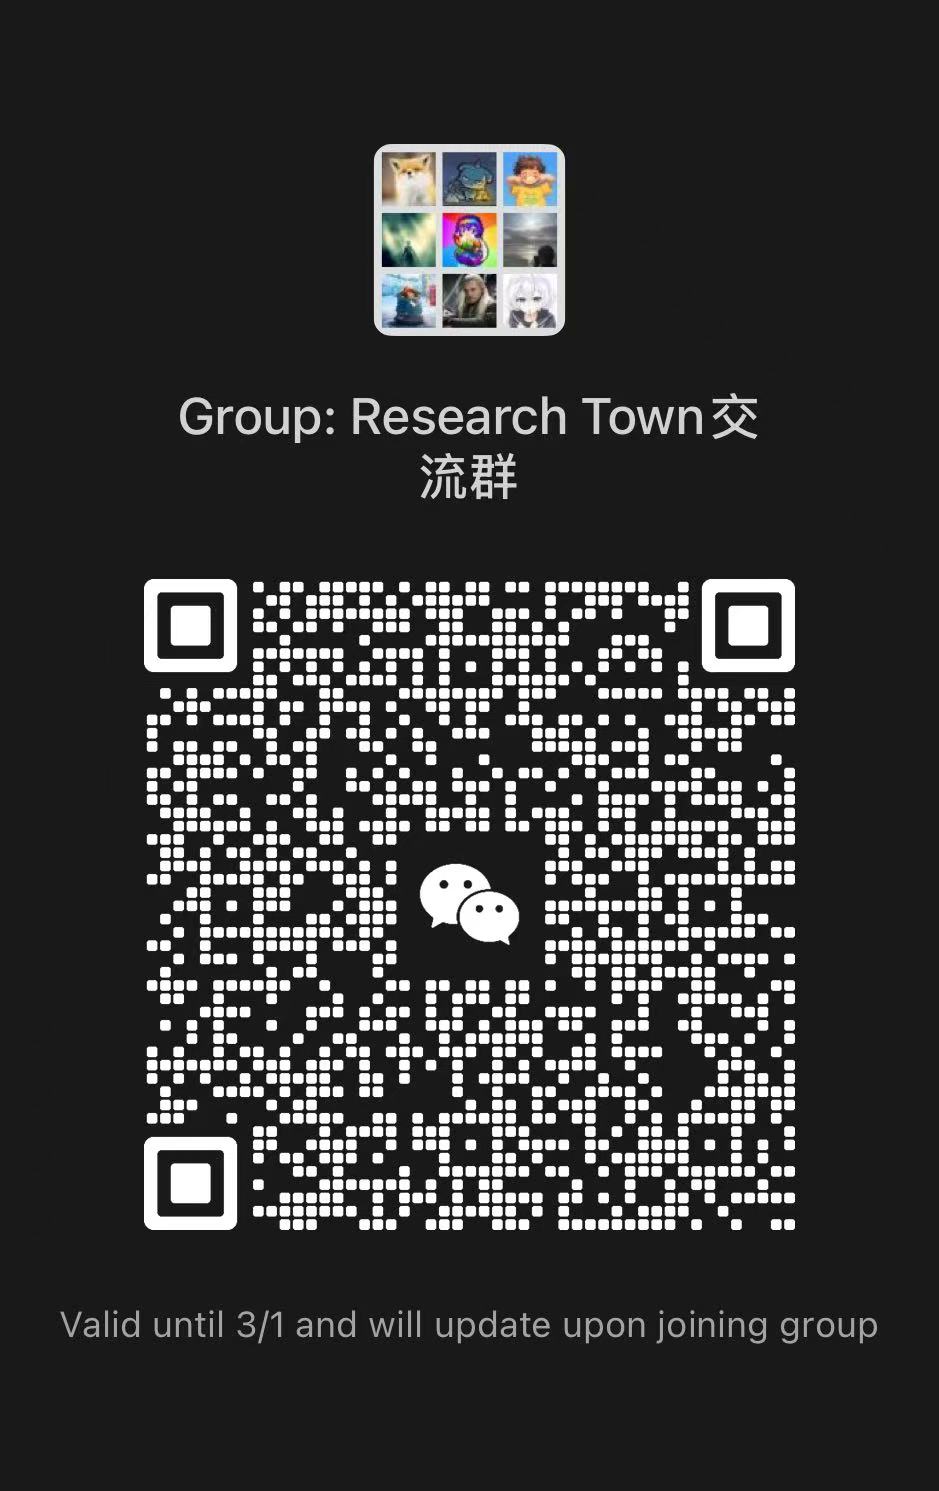 Group: Research Town交
流群
Valid until 3/1 and will update upon joining group